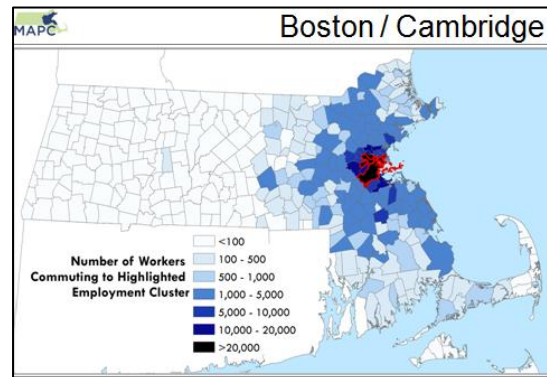 MAPC
Boston / Cambridge
Number of Workers
Commuting to Highlighted
Employment Cluster
<100
100 - 500
500 - 1,000
1,000 - 5,000
5,000 - 10,000
10,000 - 20,000
>20,000